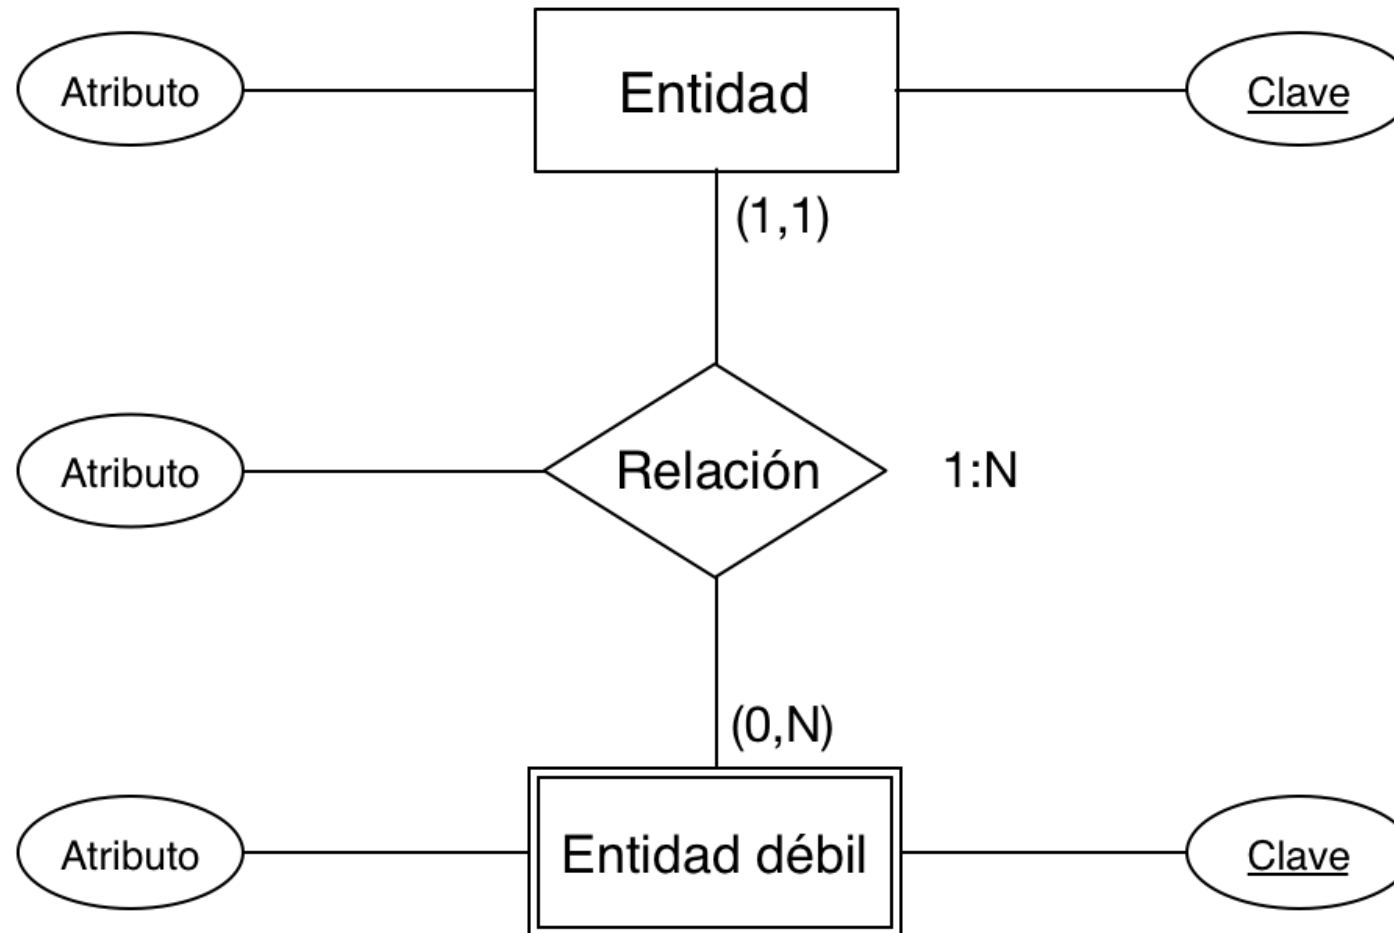 Atributo
Entidad
Clave
(1,1)
Atributo
Relación
1:N
(0,N)
Atributo
Entidad débil
Clave